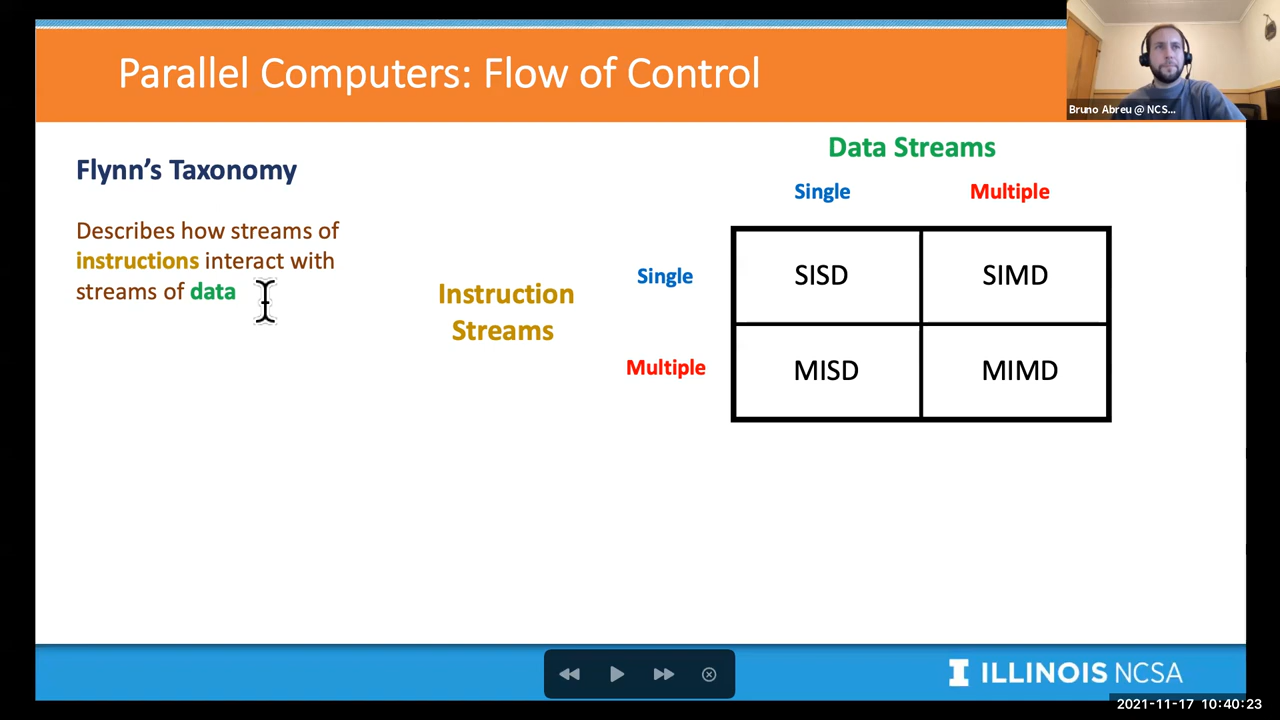 Parallel Computers: Flow of Control
Bruno Abreu @ NCS...
Flynn’s Taxonomy
Describes how streams of
instructions interact with
streams of data
Data Streams
Single Multiple
Instruction
Streams
Single SISD SIMD
Multiple MISD MIMD
ILLINOIS NCSA
2021-11-17 10:40:23